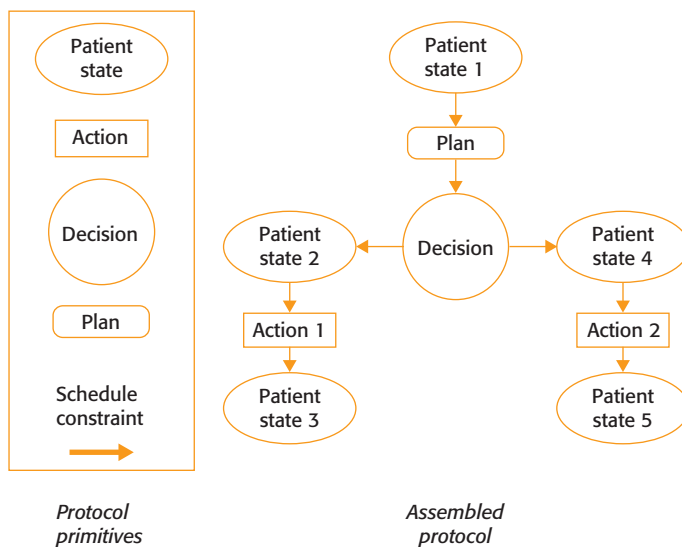 Patient
state
Action
Decision
Plan
Schedule
constraint
Protocol
primitives
Patient
state 1
Plan
Decision
Patient
state 2
Patient
state 4
Action 1
Action 2
Patient
state 3
Patient
state 5
Assembled
protocol